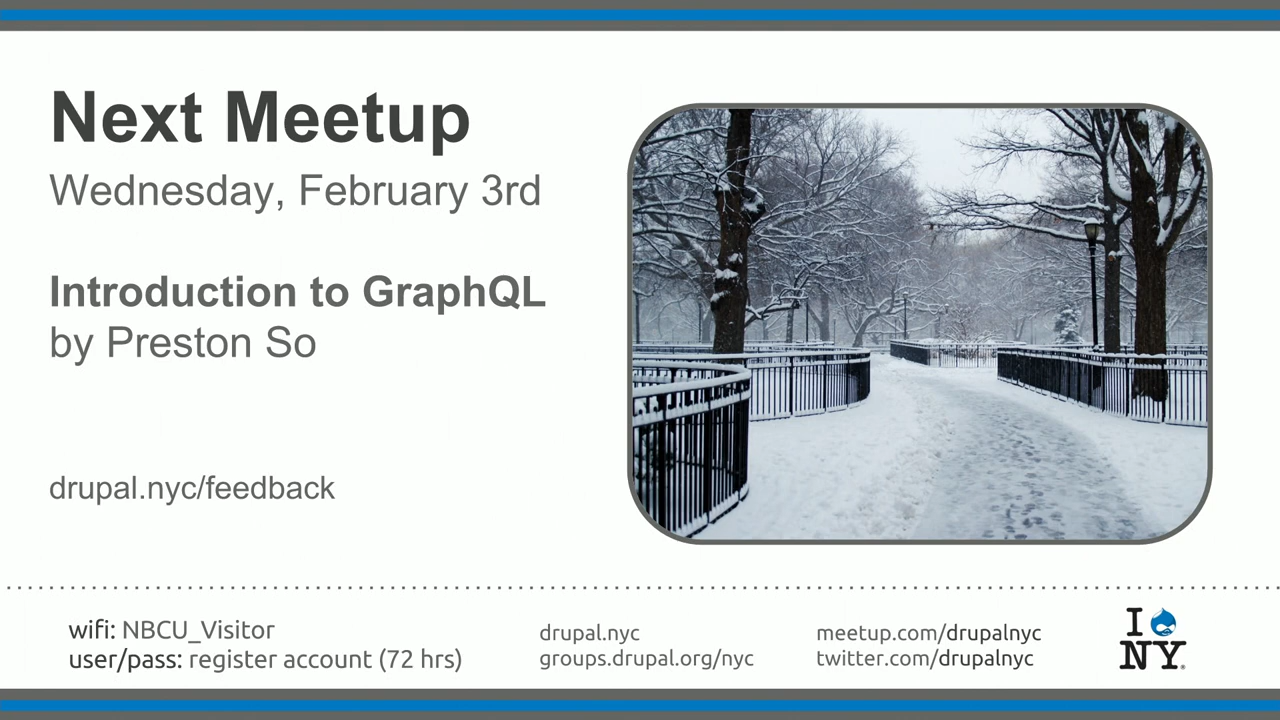 Next Meetup
Wednesday, February 3rd
Introduction to GraphQL
by Preston So
drupal.nyc/feedback
wifi: NBCU_Visitor
user/pass: register account (72 hrs)
drupal.nyc
groups.drupal.org/nyc
meetup.com/drupalnyc
twitter.com/drupalnyc
I
NY®